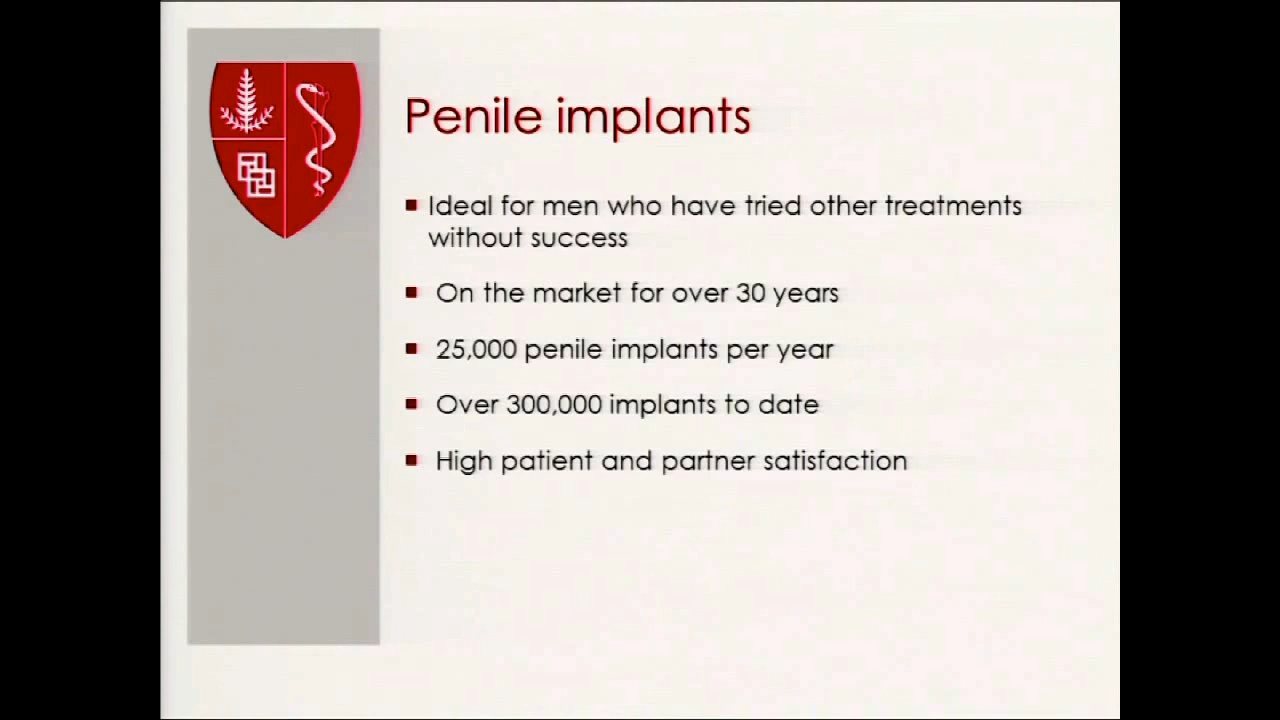 Penile implants
Ideal for men who have tried other treatments
without success
On the market for over 30 years
25,000 penile implants per year
Over 300,000 implants to date
High patient and partner satisfaction